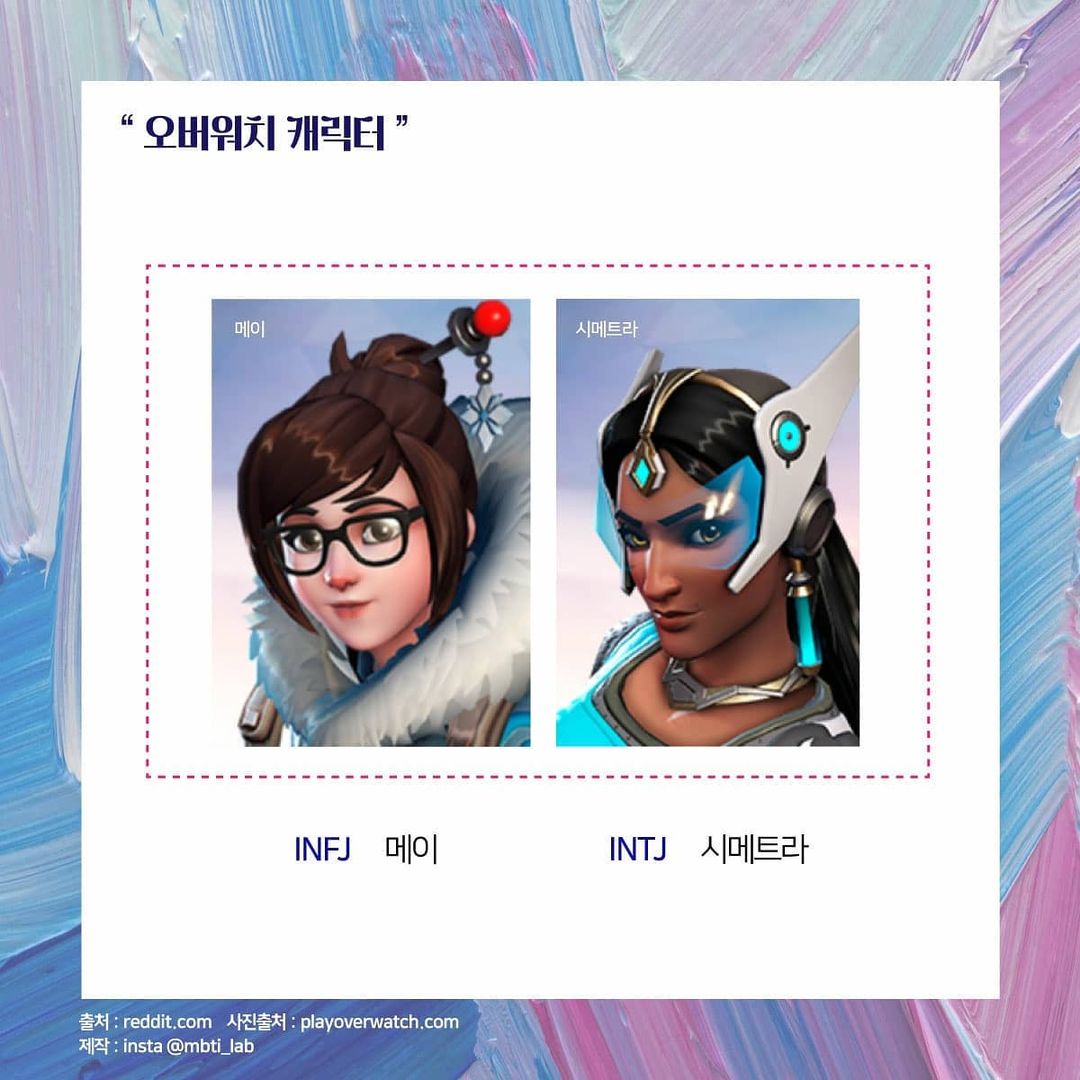 “ 오버워치 캐릭터 ”
메이
시메트라
INFJ 메이
INTJ 시메트라
출처 : reddit.com 사진출처 : playoverwatch.com
제작 : insta @mbti_lab